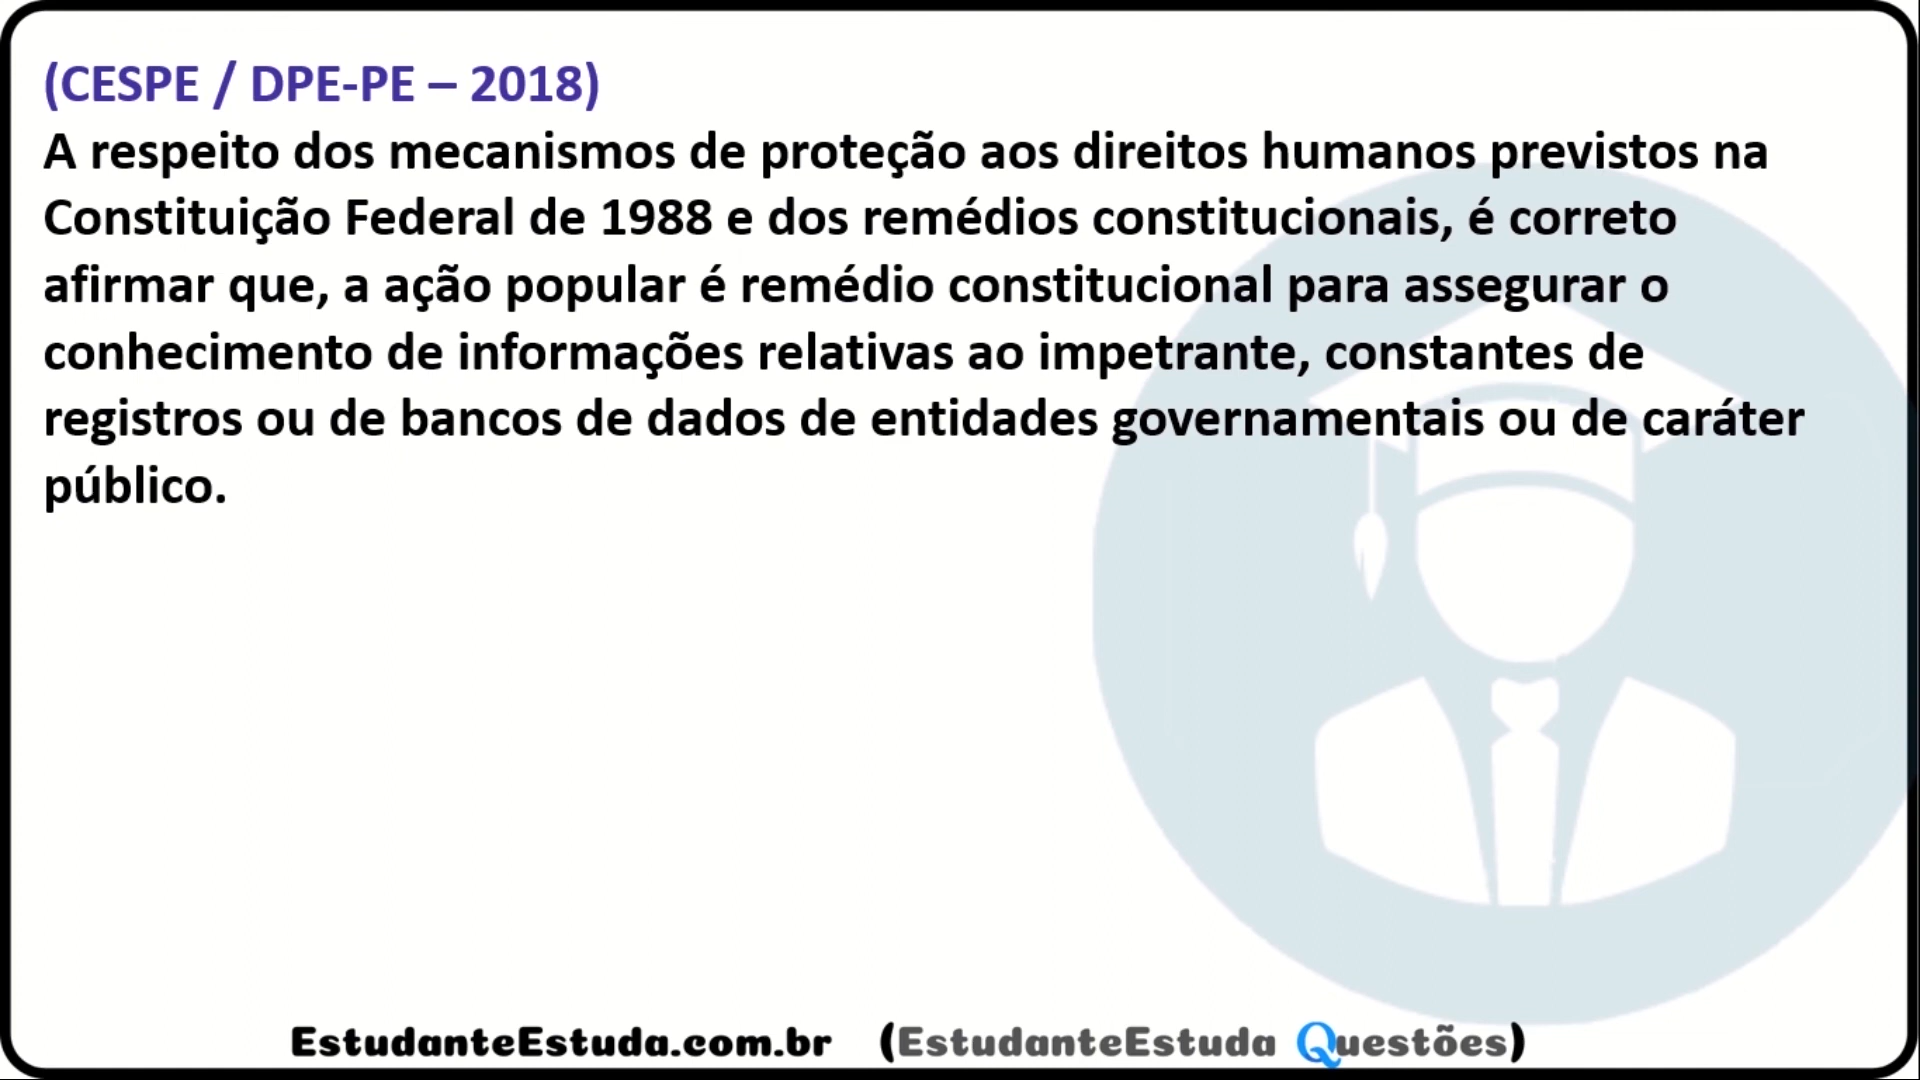 (CESPE / DPE-PE – 2018)
A respeito dos mecanismos de proteção aos direitos humanos previstos na
Constituição Federal de 1988 e dos remédios constitucionais, é correto
afirmar que, a ação popular é remédio constitucional para assegurar o
conhecimento de informações relativas ao impetrante, constantes de
registros ou de bancos de dados de entidades governamentais ou de caráter
público.
EstudanteEstuda.com.br (EstudanteEstuda Questões)